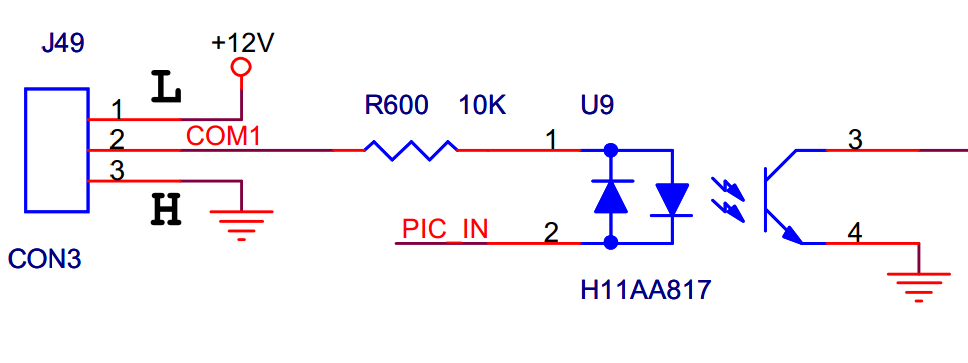 J49
+12V
L
1
R600 10K
U9
COM1
2
1
3
3
H
PIC_IN
2
4
CON3
H11AA817